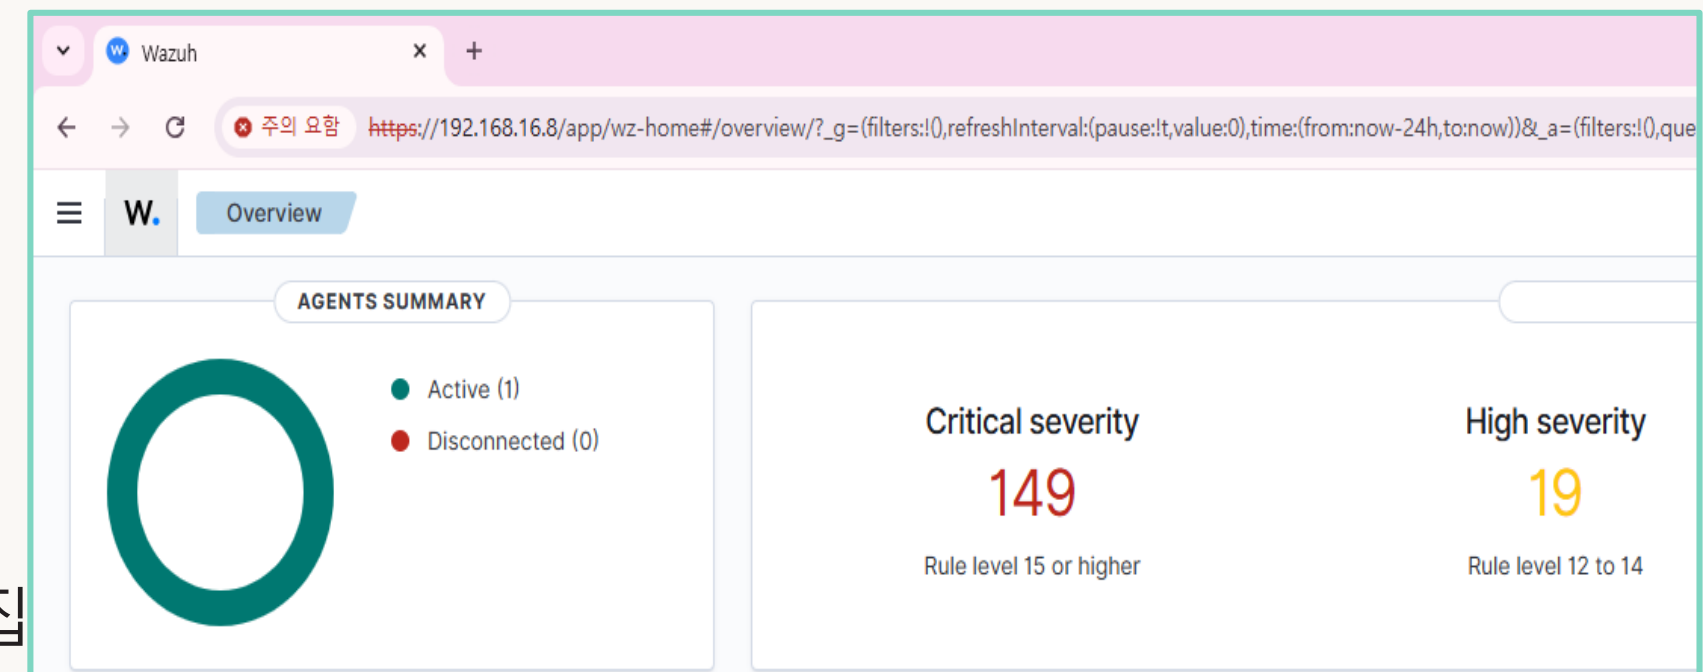 Wazuh
주의 요함 https://192.168.16.8/app/wz-home#/overview/?_g=(filters:!(),refreshInterval:(pause:!t,value:0),time:(from:now-24h,to:now))&_a=(filters:!(),que
W. Overview
AGENTS SUMMARY
Active (1)
Disconnected (0)
Critical severity
149
Rule level 15 or higher
High severity
19
Rule level 12 to 14
집